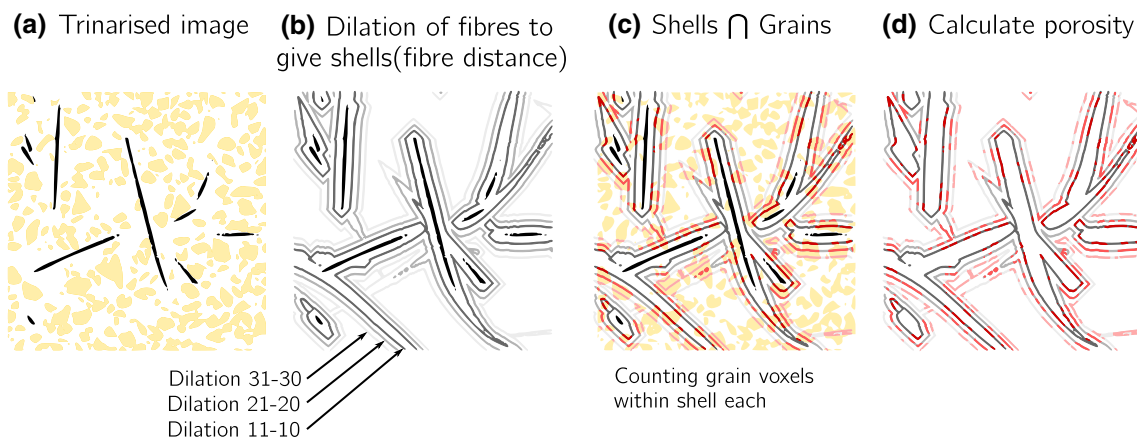 (a) Trinarised image
(b) Dilation of fibres to
give shells(fibre distance)
(c) Shells ⋂ Grains
(d) Calculate porosity
Dilation 31-30
Dilation 21-20
Dilation 11-10
Counting grain voxels
within shell each